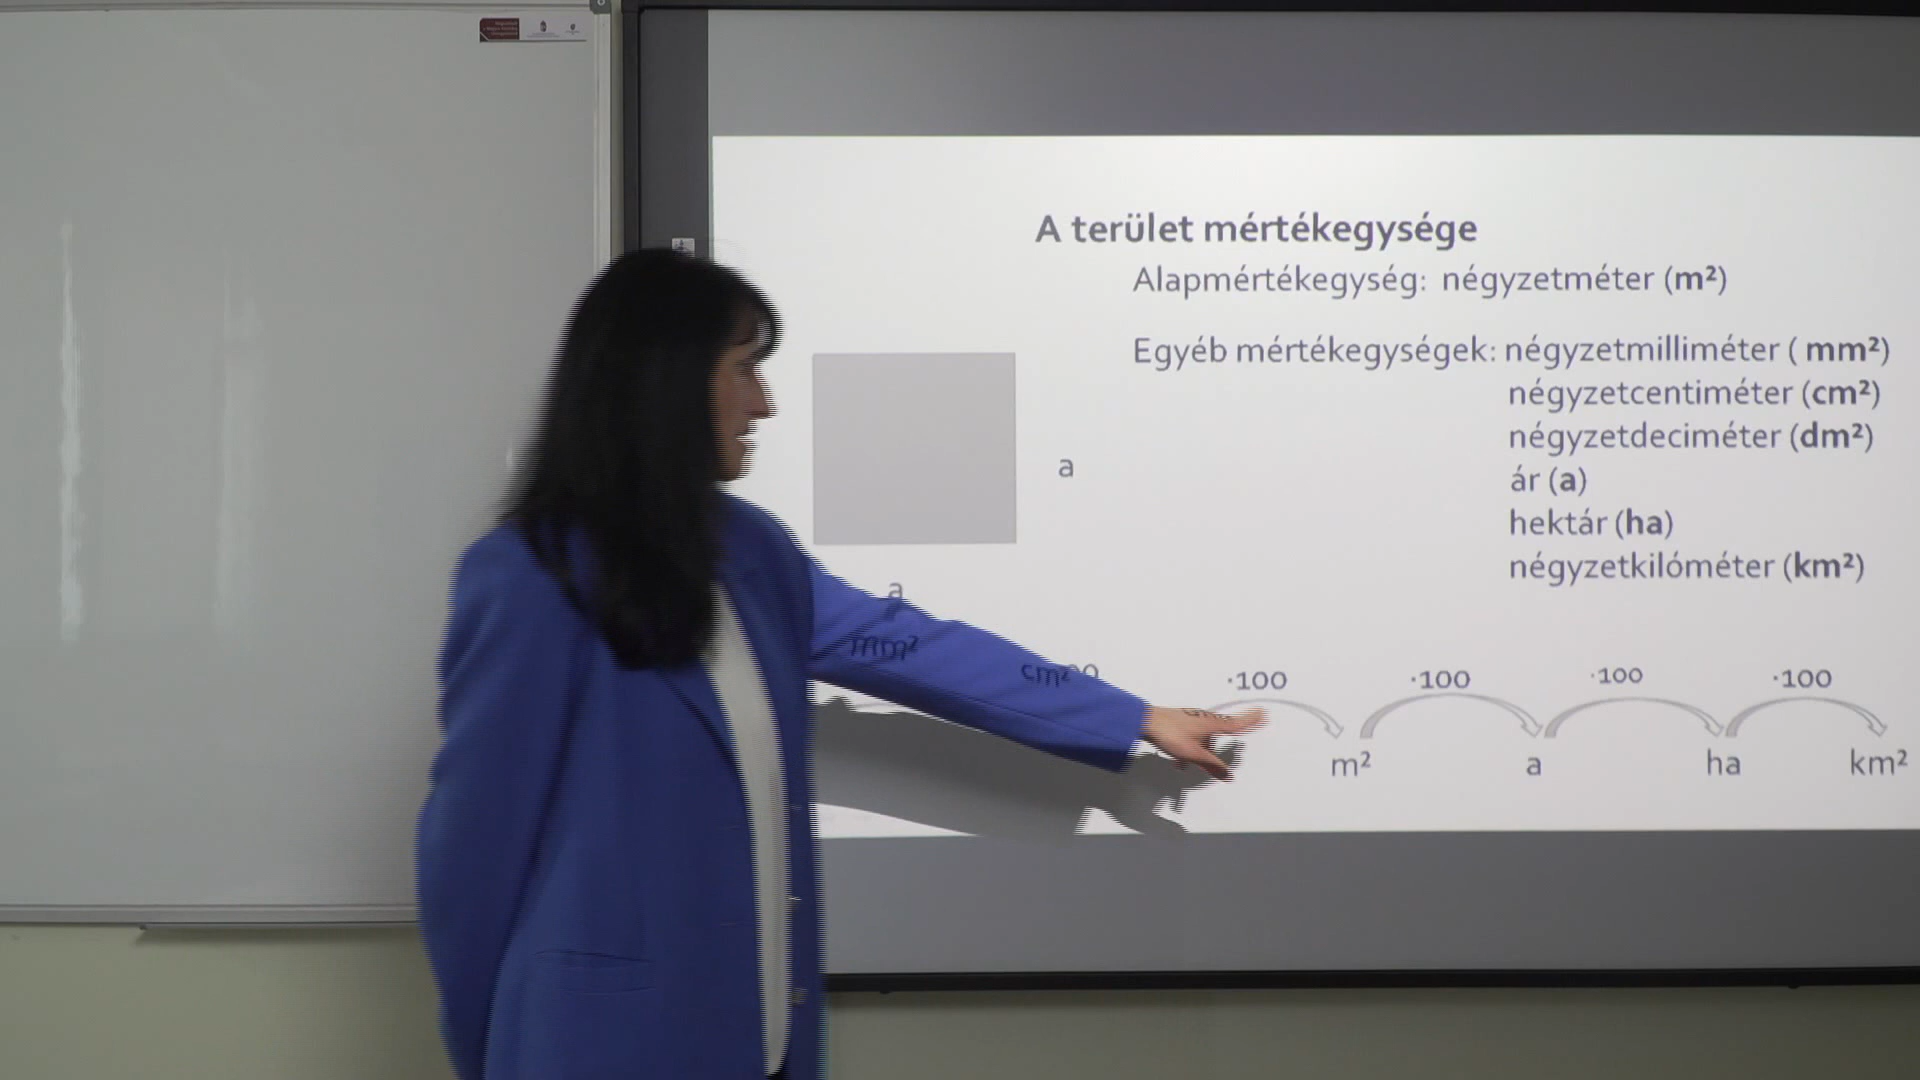 A terület mértékegysége
Alapmértékegység: négyzetméter (m²)
Egyéb mértékegységek: négyzetmilliméter ( mm²)
négyzetcentiméter (cm²)
négyzetdeciméter (dm²)
ár (a)
hektár (ha)
négyzetkilóméter (km²)
a
a
·100 ·100 ·100 ·100
mm² cm² m² a ha km²